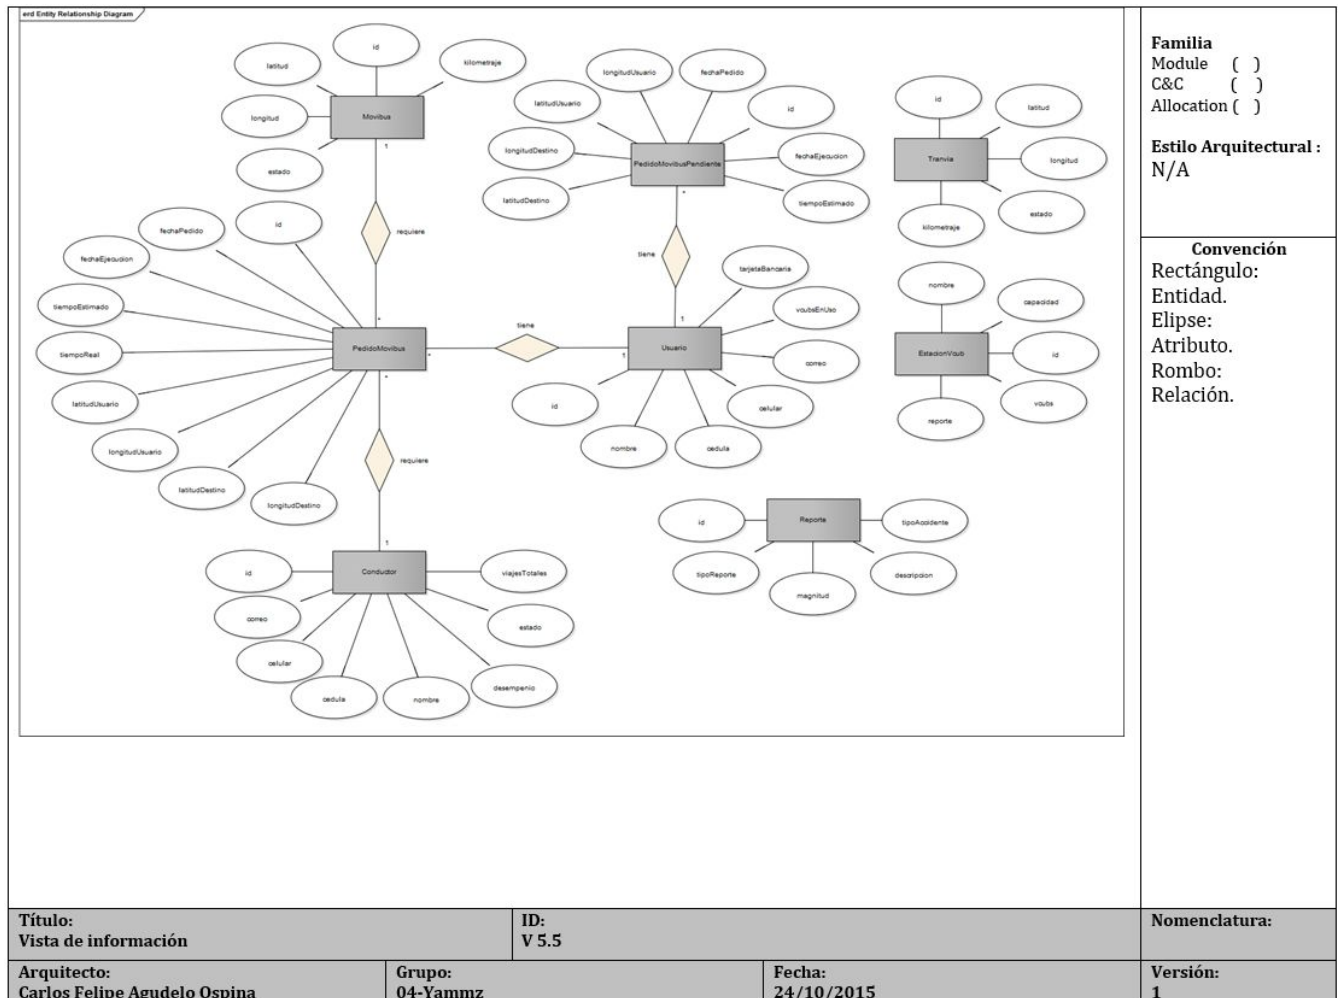 erd Entity Relationship Diagram
id
latitud
kilometraje
longitud
Movibus
estado
1
requiere
*
longitudUsuario
fechaPedido
latitudUsuario
id
longitudDestino
PedidoMovibusPendiente
fechaEjecucion
latitudDestino
tiempoEstimado
*
tiene
1
id
latitud
Tranvia
longitud
kilometraje
estado
fechaPedido
id
fechaEjecucion
tiempoEstimado
tiempoReal
PedidoMovibus
latitudUsuario
longitudUsuario
latitudDestino
longitudDestino
*
tiene
1
tarjetaBancaria
vcubsEnUso
Usuario
correo
id
celular
nombre
cedula
nombre
capacidad
EstacionVcub
id
reporte
vcubs
*
requiere
1
id
Conductor
viajesTotales
correo
estado
celular
desempenio
cedula
nombre
id
Reporte
tipoAccidente
tipoReporte
descripcion
magnitud
Familia
Module ( )
C&C ( )
Allocation ( )
Estilo Arquitectural :
N/A
Convención
Rectángulo:
Entidad.
Elipse:
Atributo.
Rombo:
Relación.
Título:
Vista de información
ID:
V 5.5
Nomenclatura:
Arquitecto:
Carlos Felipe Agudelo Ospina
Grupo:
04-Yammz
Fecha:
24/10/2015
Versión:
1